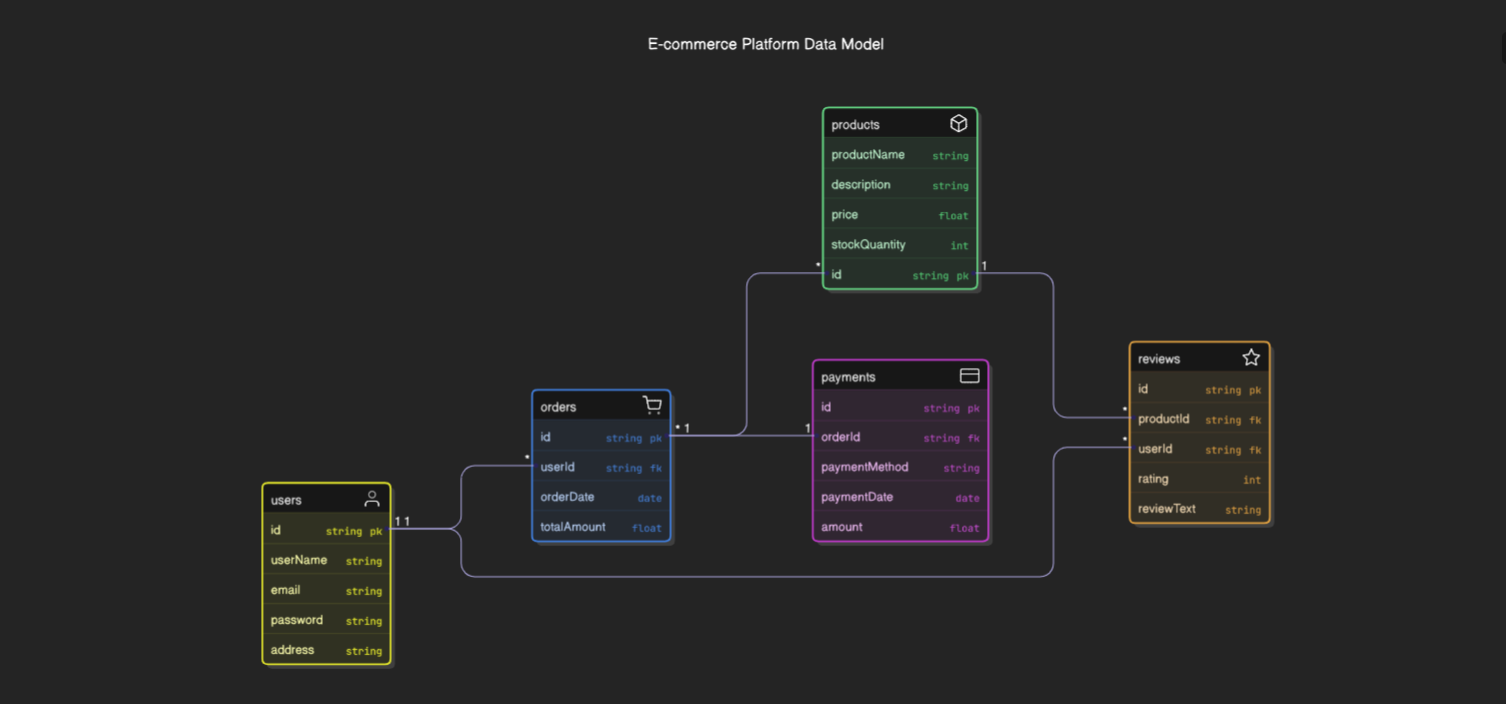 E-commerce Platform Data Model
products
productName string
description string
price float
stockQuantity int
* id string pk 1
payments
id string pk
1 orderId string fk
paymentMethod string
paymentDate date
amount float
reviews
id string pk
* productId string fk
* userId string fk
rating int
reviewText string
orders
id string pk * 1
* userId string fk
orderDate date
totalAmount float
users
id string pk 1 1
userName string
email string
password string
address string